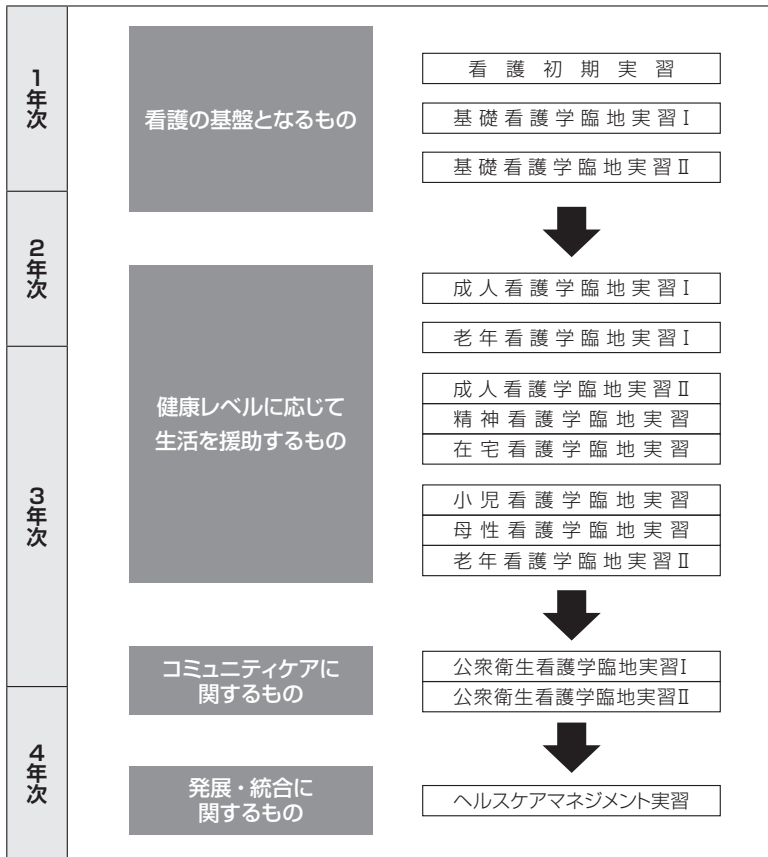 1年次
看護の基盤となるもの
看護初期実習
基礎看護学臨地実習Ⅰ
基礎看護学臨地実習Ⅱ
2年次
健康レベルに応じて
生活を援助するもの
成人看護学臨地実習Ⅰ
老年看護学臨地実習Ⅰ
3年次
成人看護学臨地実習Ⅱ
精神看護学臨地実習
在宅看護学臨地実習
小児看護学臨地実習
母性看護学臨地実習
老年看護学臨地実習Ⅱ
コミュニティケアに
関するもの
公衆衛生看護学臨地実習Ⅰ
公衆衛生看護学臨地実習Ⅱ
4年次
発展・統合に
関するもの
ヘルスケアマネジメント実習